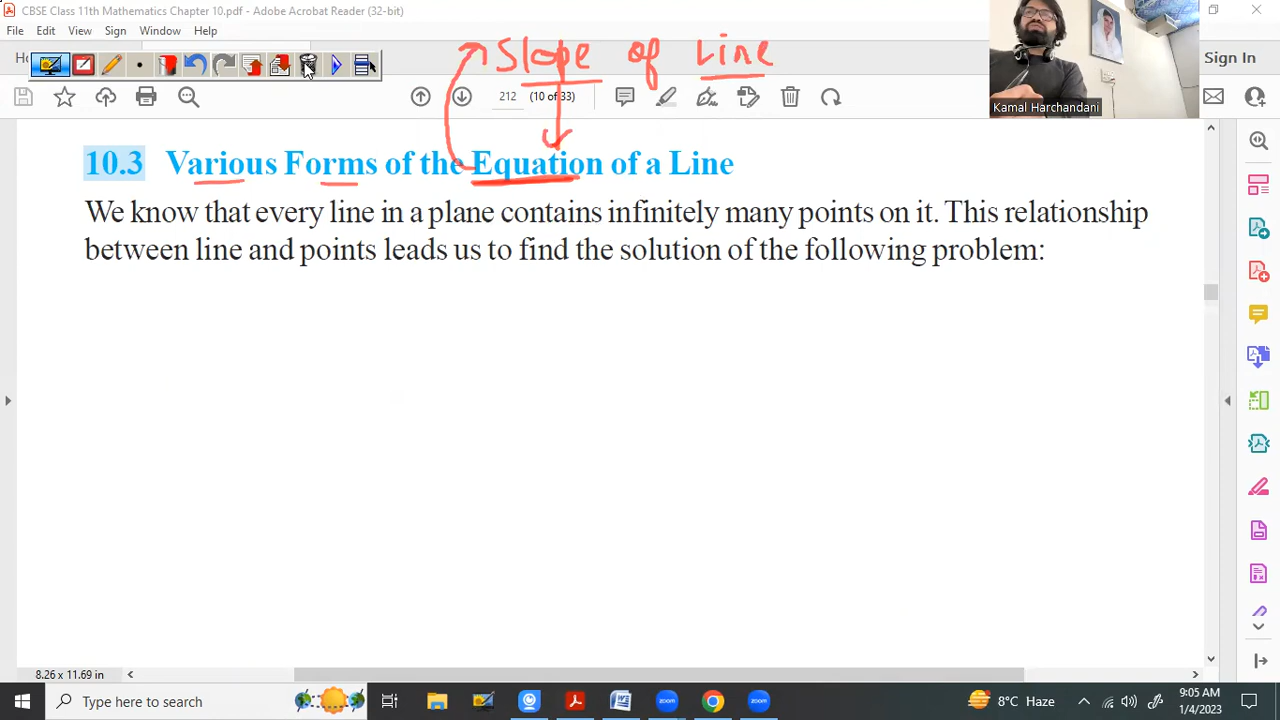 CBSE Class 11th Mathematics Chapter 10.pdf - Adobe Acrobat Reader (32-bit)
File Edit View Sign Window Help
Slope of Line
Sign In
212 (10 of 33)
Kamal Harchandani
10.3 Various Forms of the Equation of a Line
We know that every line in a plane contains infinitely many points on it. This relationship
between line and points leads us to find the solution of the following problem:
8.26 x 11.69 in
Type here to search
8°C Haze
9:05 AM
1/4/2023